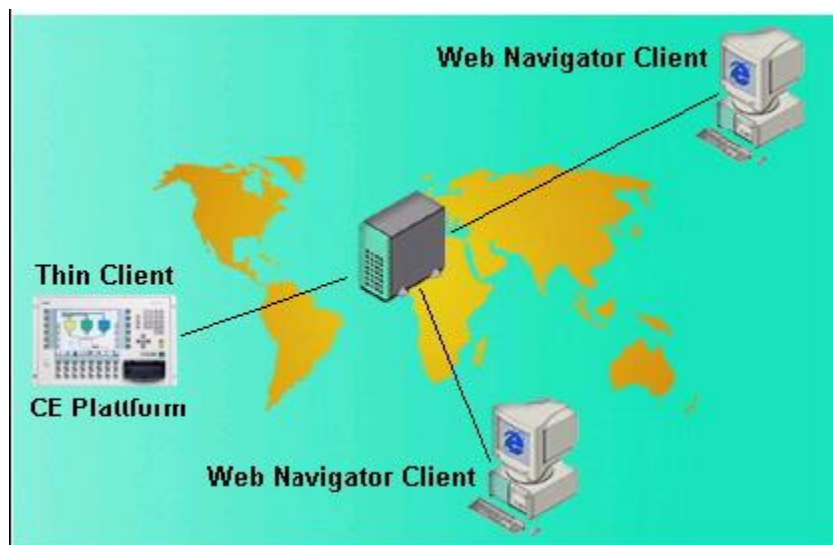 Web Navigator Client
Thin Client
CE Plattform
Web Navigator Client